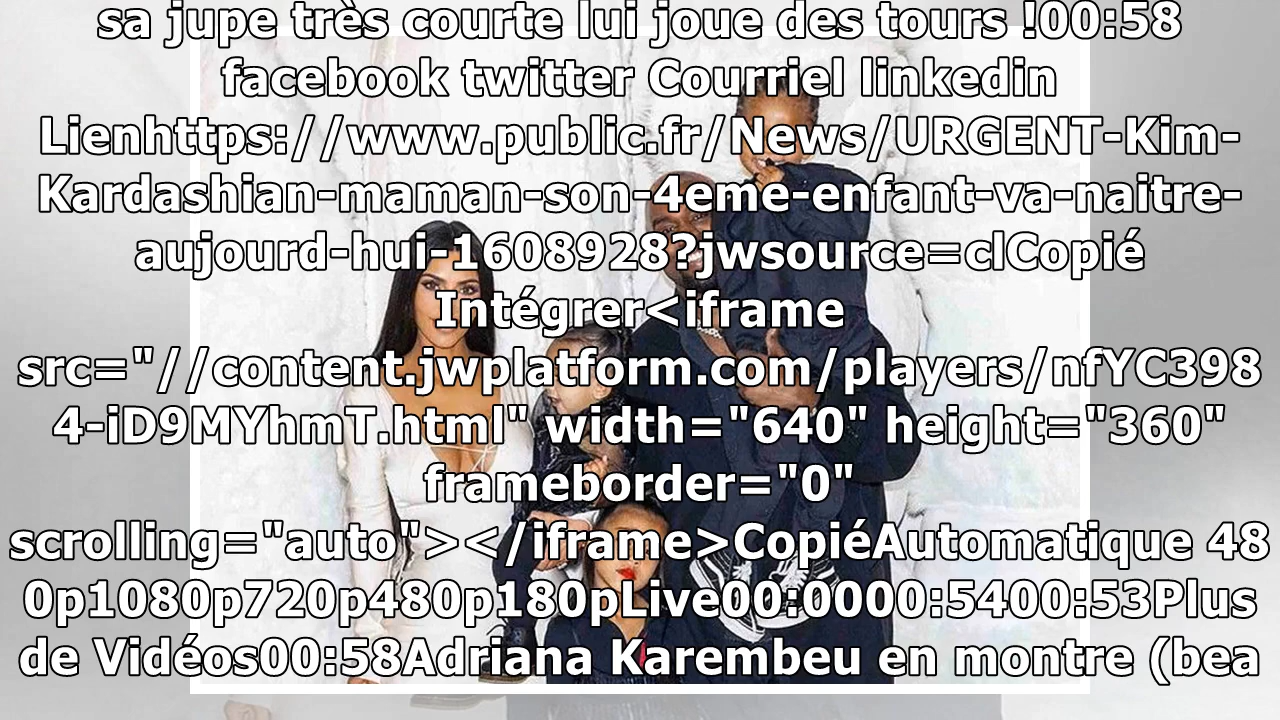 sa jupe très courte lui joue des tours !00:58
facebook twitter Courriel linkedin
Lienhttps://www.public.fr/News/URGENT-Kim-
Kardashian-maman-son-4eme-enfant-va-naitre-
aujourd-hui-1608928?jwsource=clCopié
Intégrer<iframe
src="//content.jwplatform.com/players/nfYC398
4-iD9MYhmT.html" width="640" height="360"
frameborder="0"
scrolling="auto"></iframe>CopiéAutomatique 48
0p1080p720p480p180pLive00:0000:5400:53Plus
de Vidéos00:58Adriana Karembeu en montre (bea